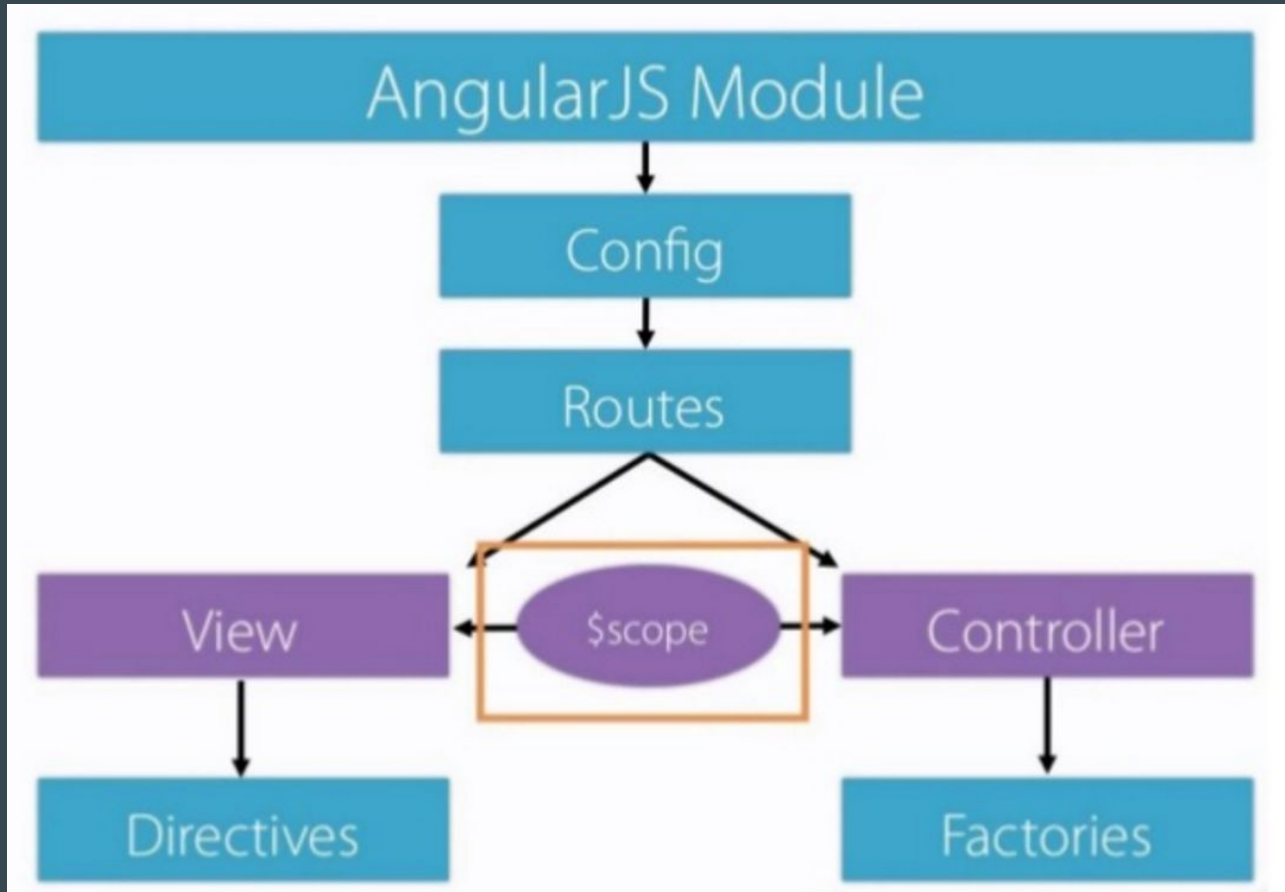 AngularJS Module
Config
Routes
View
$scope
Controller
Directives
Factories